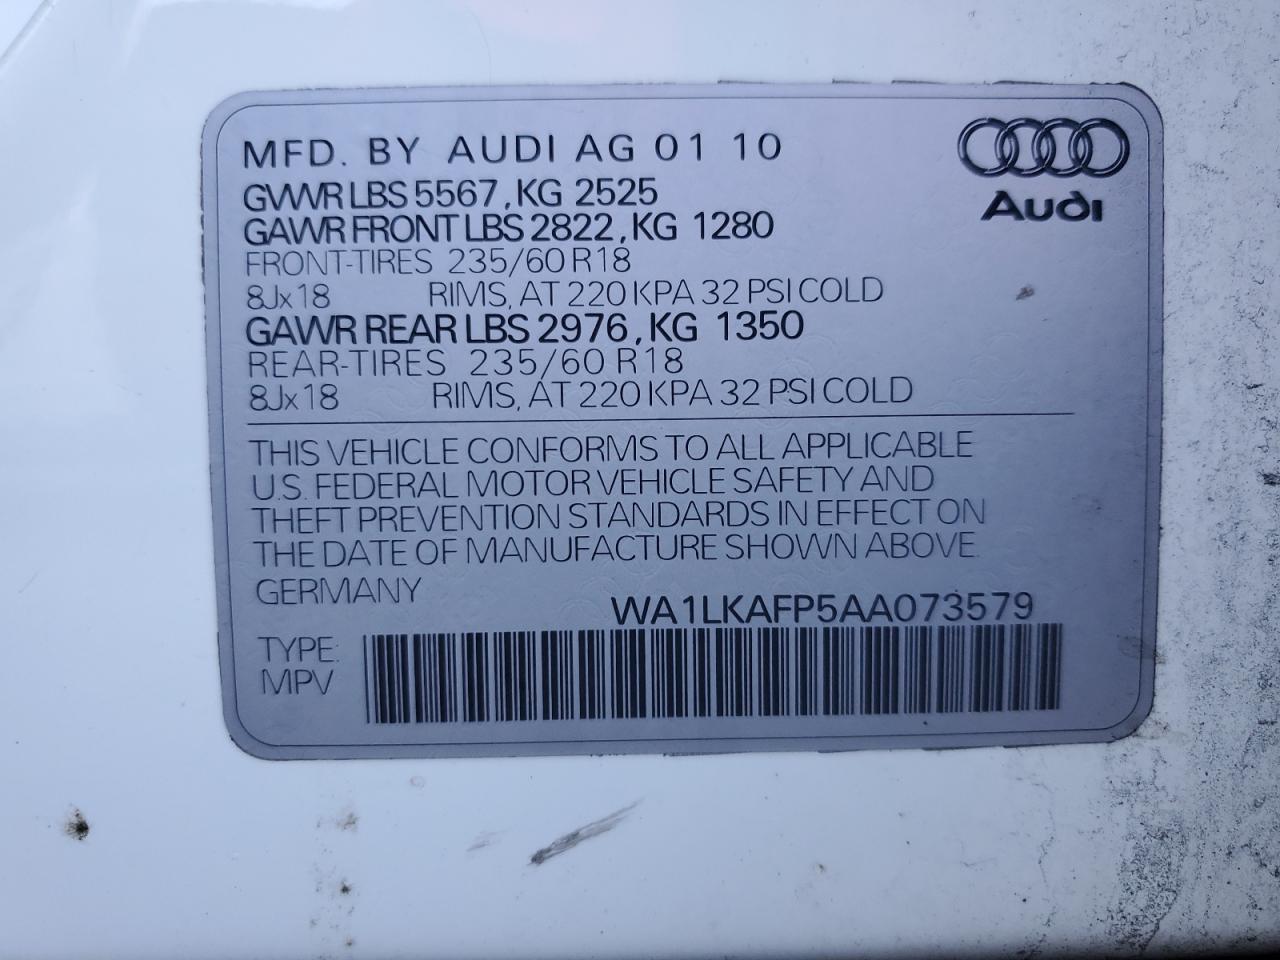 MFD. BY AUDI AG 01 10
Audi
GVWR LBS 5567, KG 2525
GAWR FRONT LBS 2822, KG 1280
FRONT-TIRES 235/60 R18
8Jx18 RIMS, AT 220 KPA 32 PSI COLD
GAWR REAR LBS 2976, KG 1350
REAR-TIRES 235/60 R18
8Jx18 RIMS, AT 220 KPA 32 PSI COLD
THIS VEHICLE CONFORMS TO ALL APPLICABLE
U.S. FEDERAL MOTOR VEHICLE SAFETY AND
THEFT PREVENTION STANDARDS IN EFFECT ON
THE DATE OF MANUFACTURE SHOWN ABOVE.
GERMANY
WA1LKAFP5AA073579
TYPE:
MPV